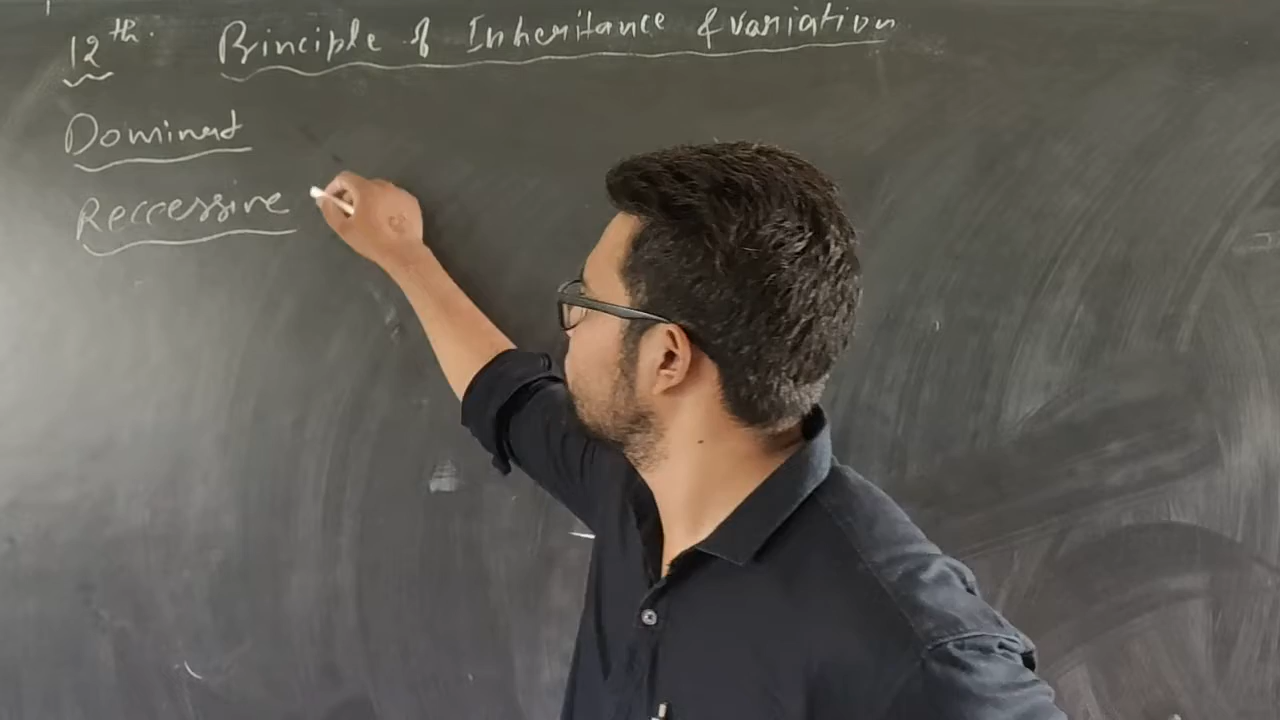 12th. Principle of Inheritance & variation
Dominant
Reccessive